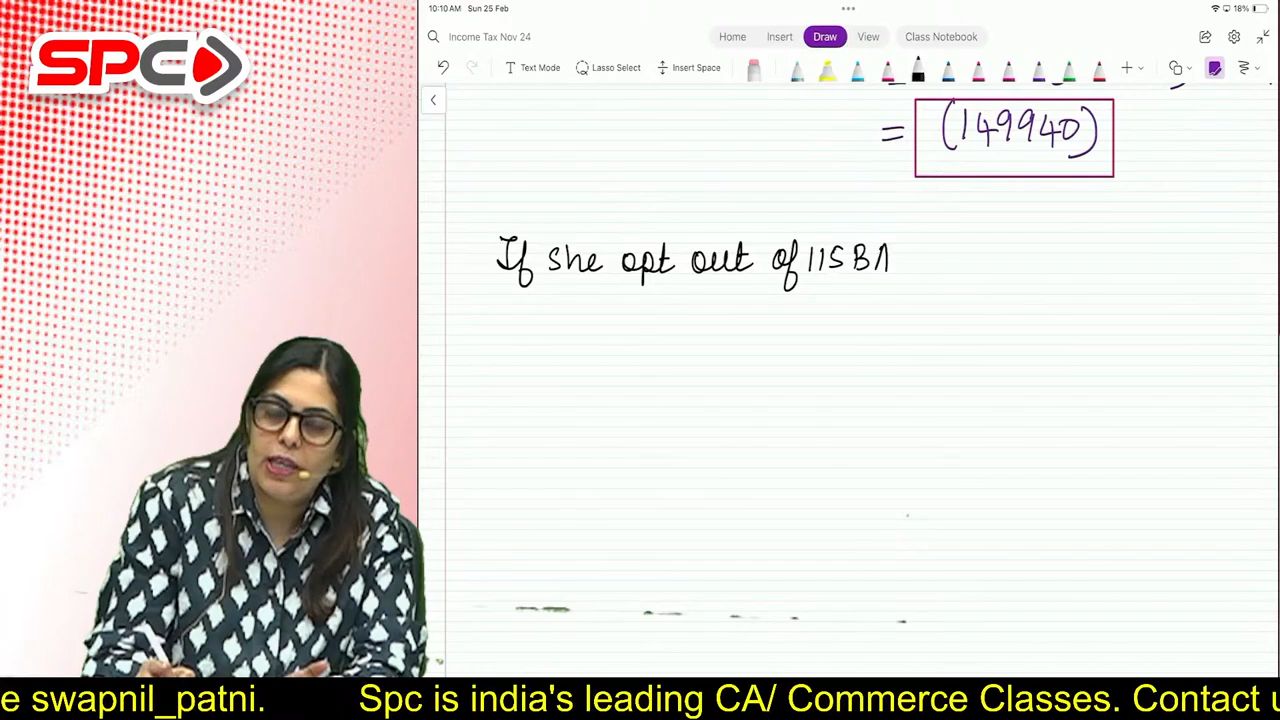 10:10 AM Sun 25 Feb
18%
SPC
Income Tax Nov 24
Home Insert Draw View Class Notebook
Text Mode Lasso Select Insert Space
= (149940)
If she opt out of 115BA
e swapnil_patni. Spc is india's leading CA/ Commerce Classes. Contact u